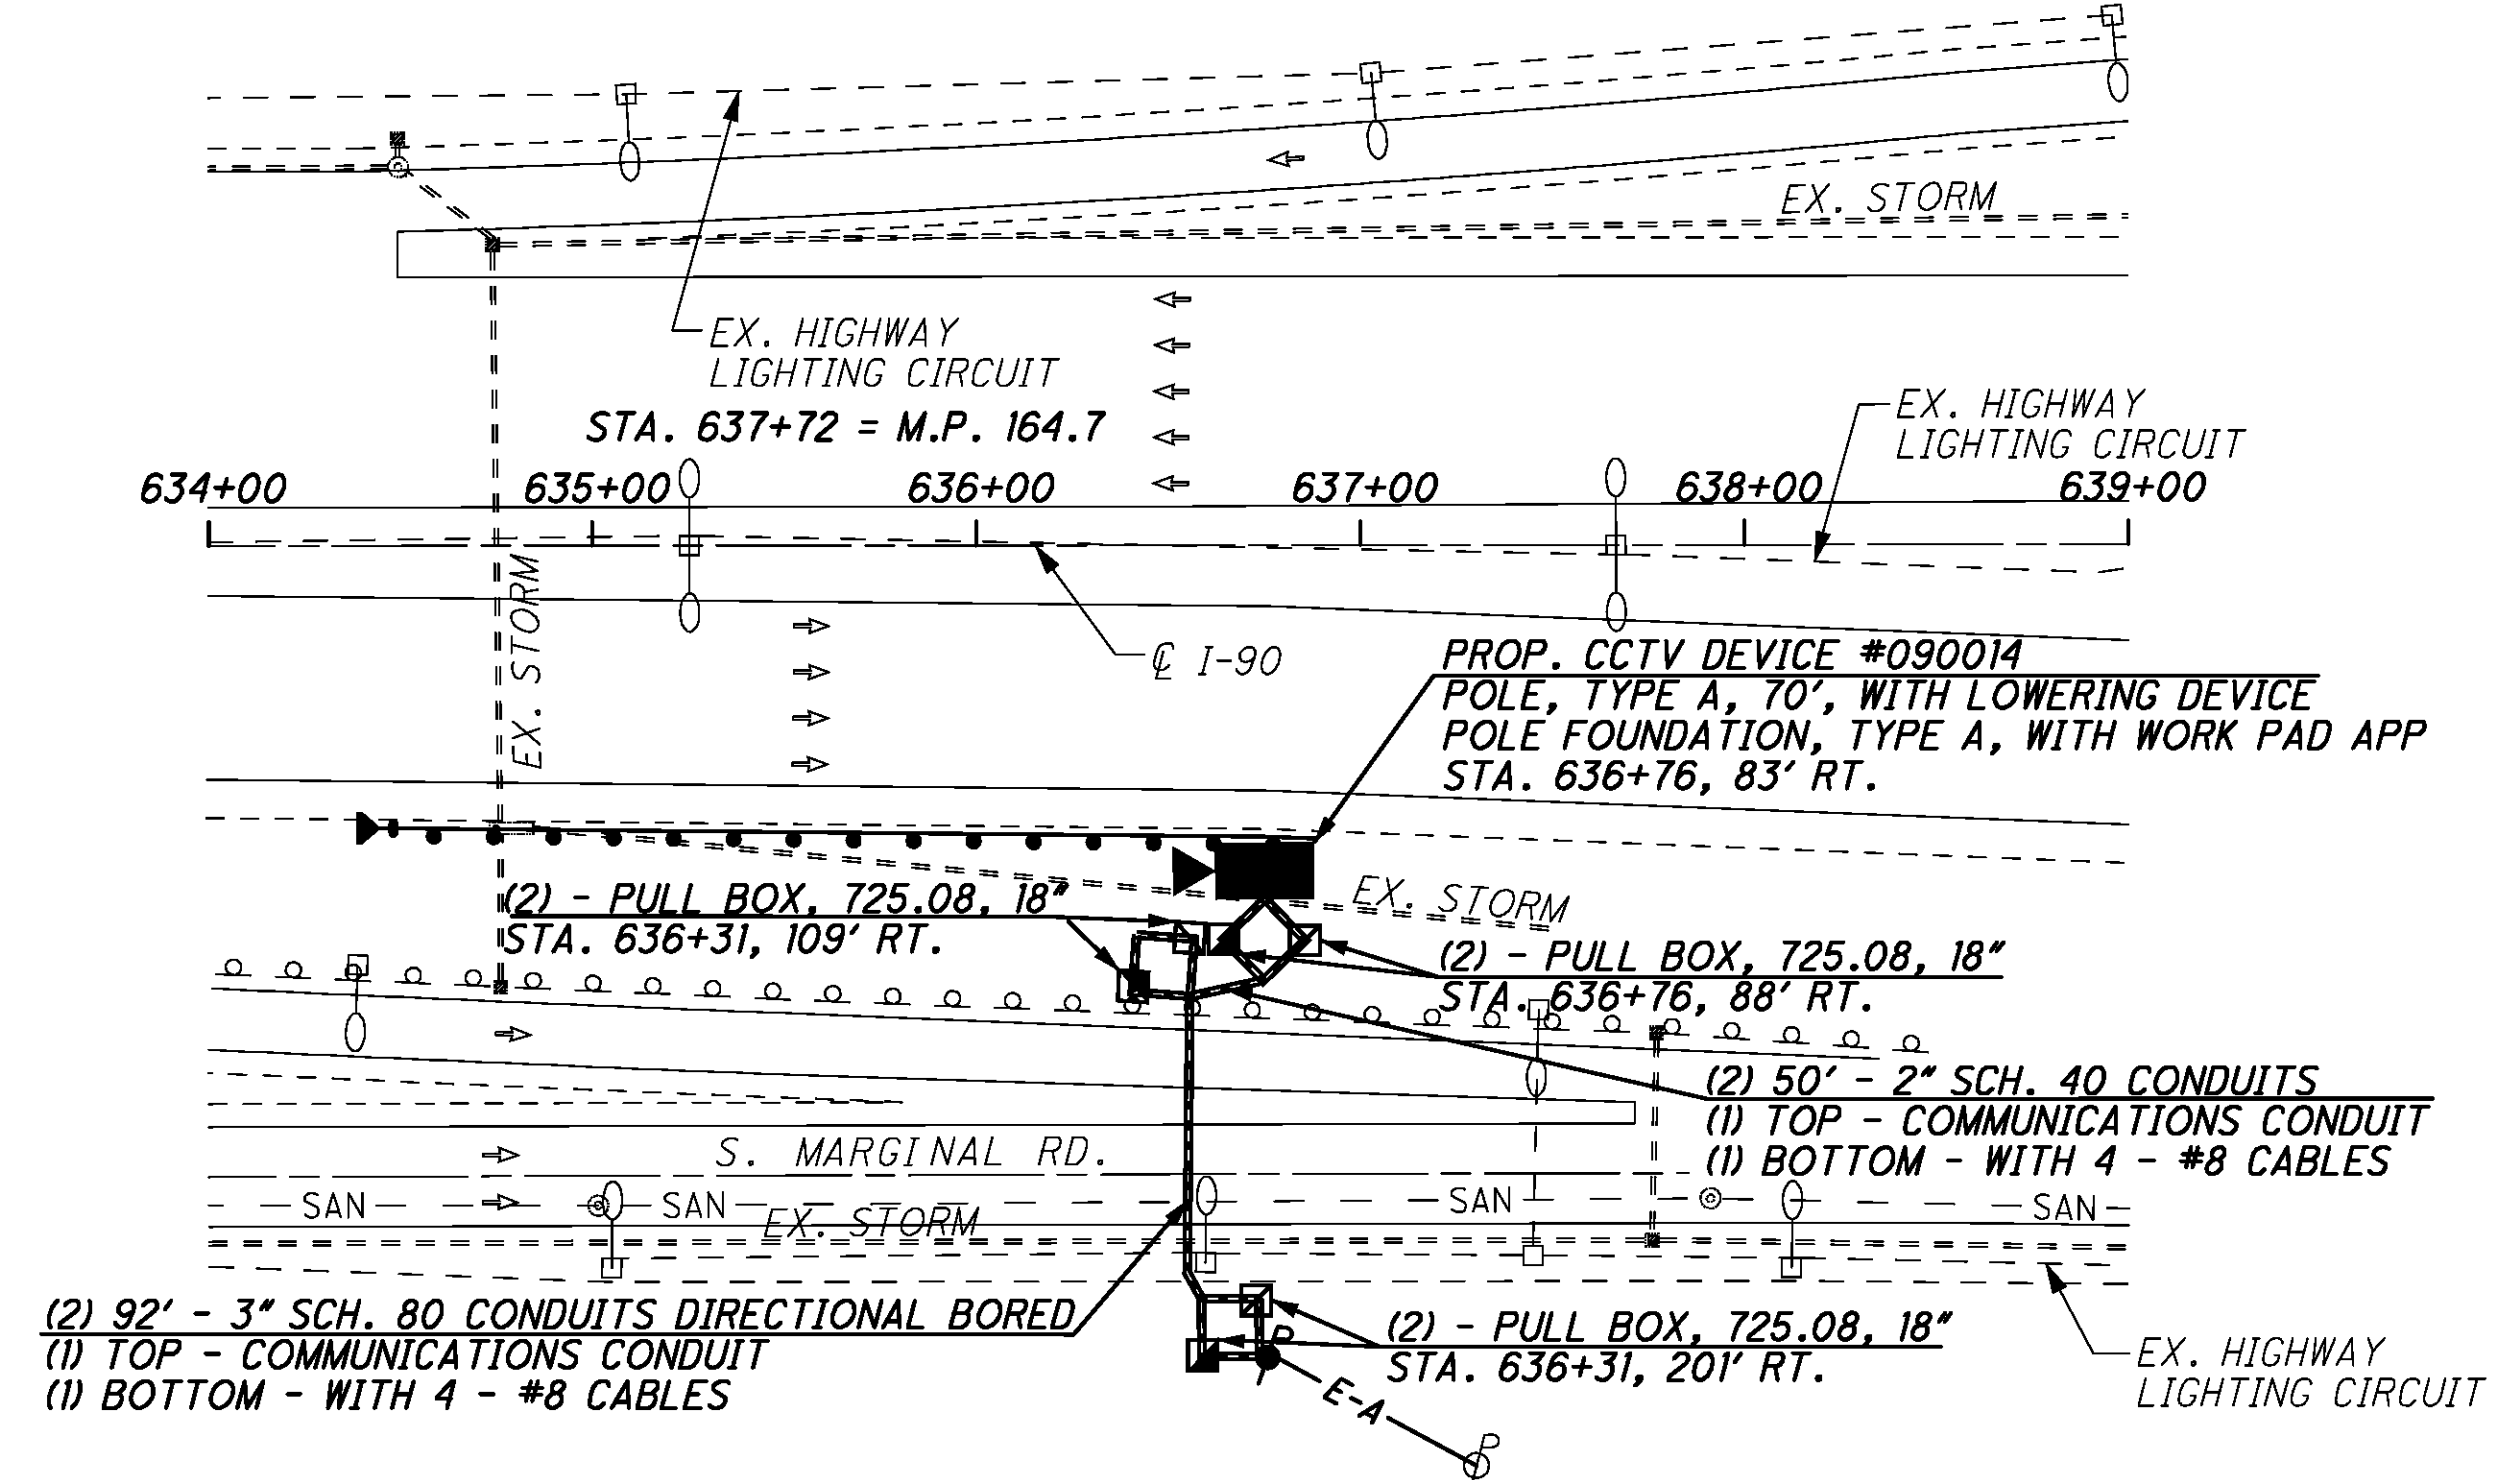 EX. STORM
EX. HIGHWAY
LIGHTING CIRCUIT
STA. 637+72 = M.P. 164.7
EX. HIGHWAY
LIGHTING CIRCUIT
634+00
635+00
636+00
637+00
638+00
639+00
EX. STORM
℄ I-90
PROP. CCTV DEVICE #090014
POLE, TYPE A, 70', WITH LOWERING DEVICE
POLE FOUNDATION, TYPE A, WITH WORK PAD APP
STA. 636+76, 83' RT.
(2) - PULL BOX, 725.08, 18"
STA. 636+31, 109' RT.
EX. STORM
(2) - PULL BOX, 725.08, 18"
STA. 636+76, 88' RT.
(2) 50' - 2" SCH. 40 CONDUITS
(1) TOP - COMMUNICATIONS CONDUIT
(1) BOTTOM - WITH 4 - #8 CABLES
S. MARGINAL RD.
SAN
SAN
SAN
SAN
EX. STORM
(2) 92' - 3" SCH. 80 CONDUITS DIRECTIONAL BORED
(1) TOP - COMMUNICATIONS CONDUIT
(1) BOTTOM - WITH 4 - #8 CABLES
(2) - PULL BOX, 725.08, 18"
STA. 636+31, 201' RT.
P
E-A
P
EX. HIGHWAY
LIGHTING CIRCUIT